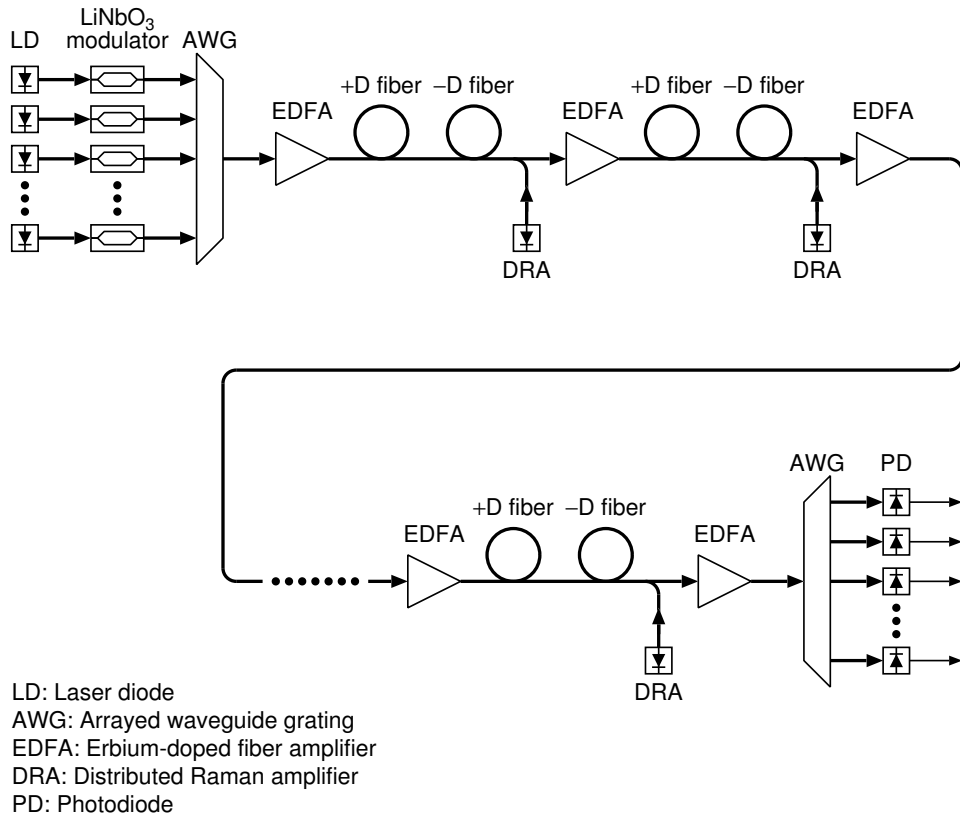 LD
LiNbO3
modulator
AWG
EDFA
+D fiber
−D fiber
EDFA
+D fiber
−D fiber
EDFA
DRA
DRA
EDFA
+D fiber
−D fiber
EDFA
AWG
PD
DRA
LD: Laser diode
AWG: Arrayed waveguide grating
EDFA: Erbium-doped fiber amplifier
DRA: Distributed Raman amplifier
PD: Photodiode